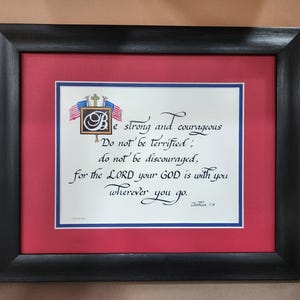 Be strong and courageous
Do not be terrified;
do not be discouraged,
for the LORD your GOD is with you
wherever you go.
Joshua 1:9